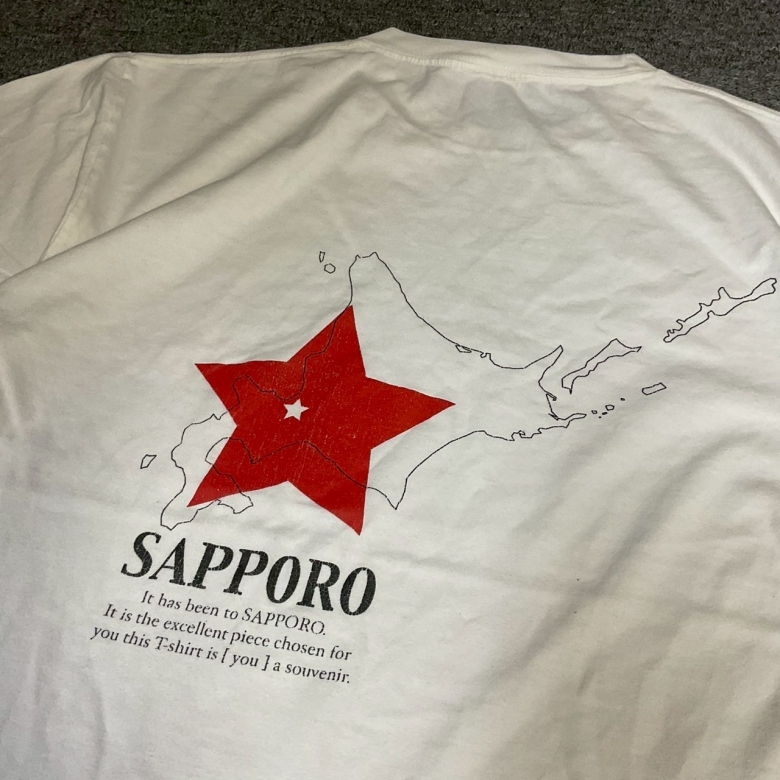 SAPPORO
It has been to SAPPORO.
It is the excellent piece chosen for
you this T-shirt is [ you ] a souvenir.